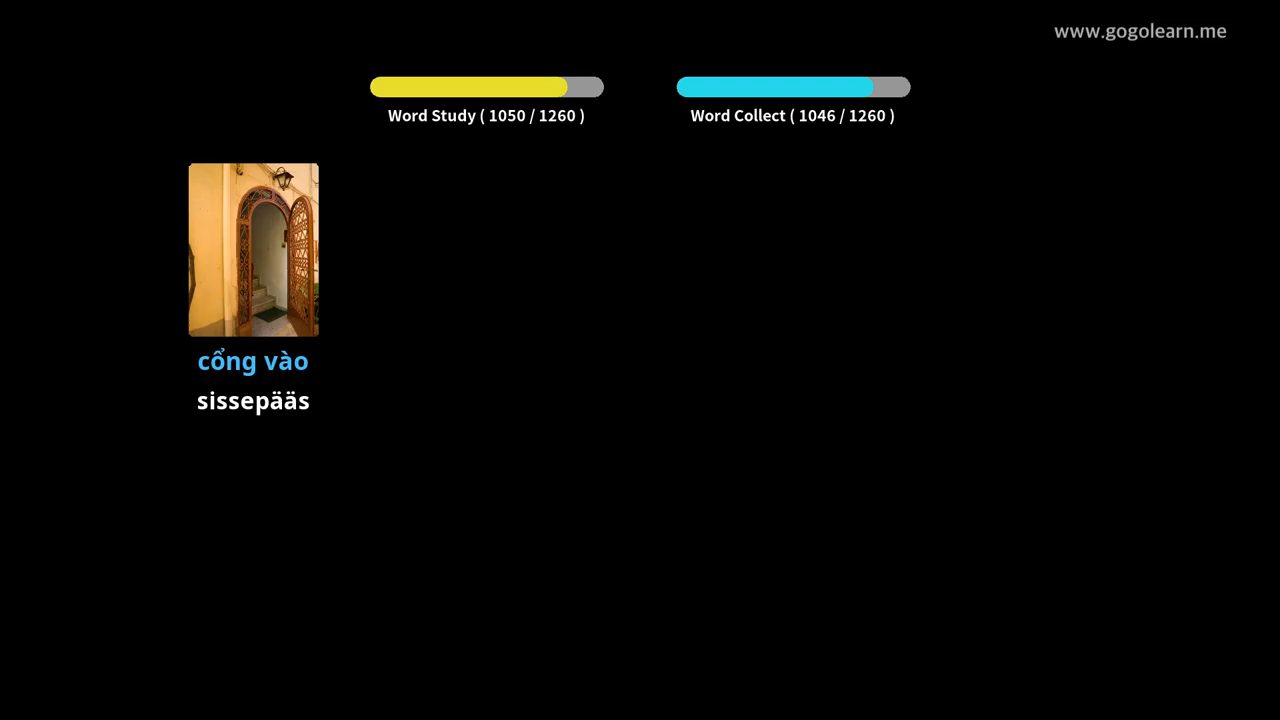 www.gogolearn.me
Word Study ( 1050 / 1260 )
Word Collect ( 1046 / 1260 )
cổng vào
sissepääs